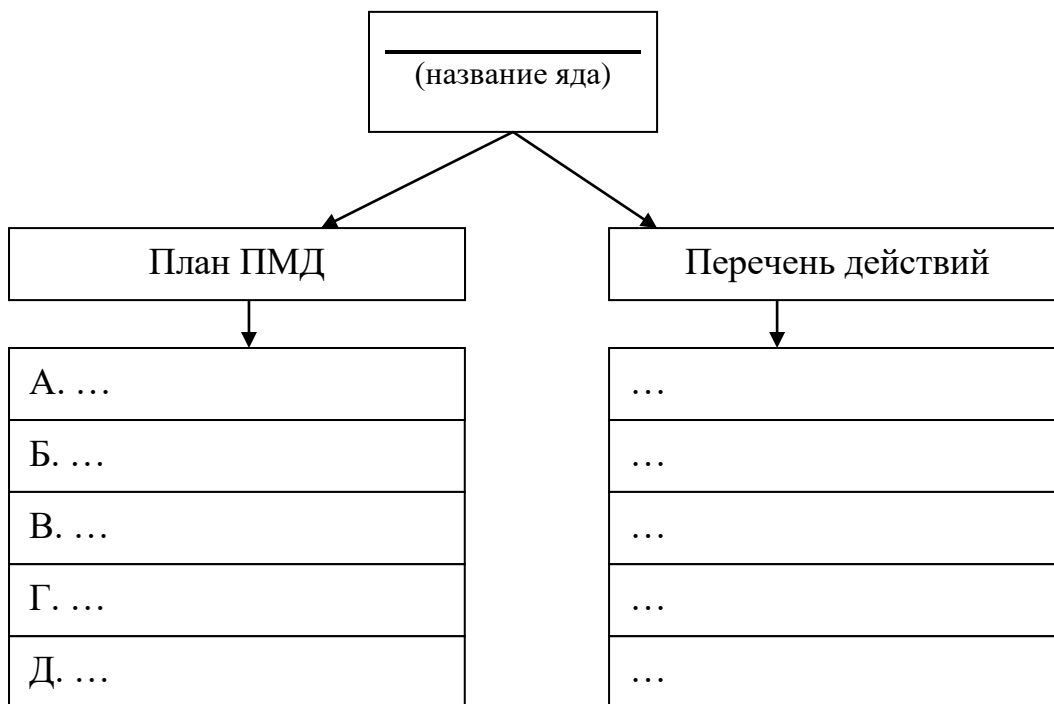 (название яда)
План ПМД
Перечень действий
А. …
…
Б. …
…
В. …
…
Г. …
…
Д. …
…